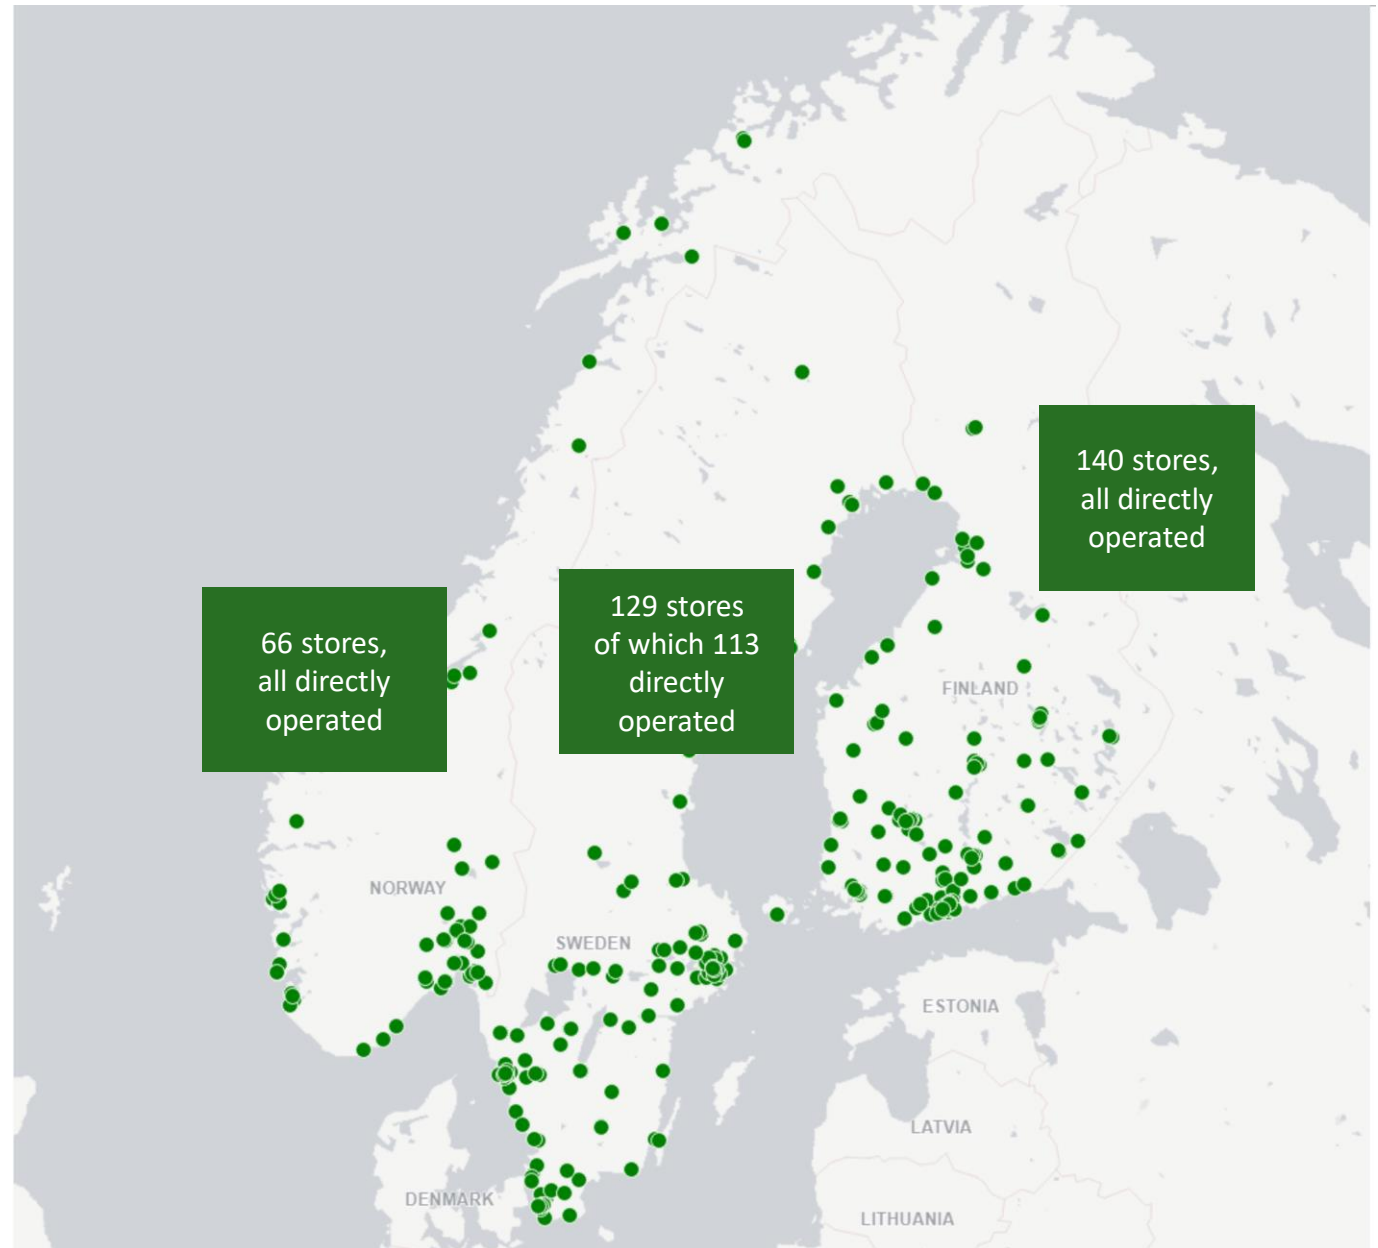 140 stores,
all directly
operated
129 stores
of which 113
directly
operated
66 stores,
all directly
operated
FINLAND
NORWAY
SWEDEN
ESTONIA
LATVIA
DENMARK
LITHUANIA